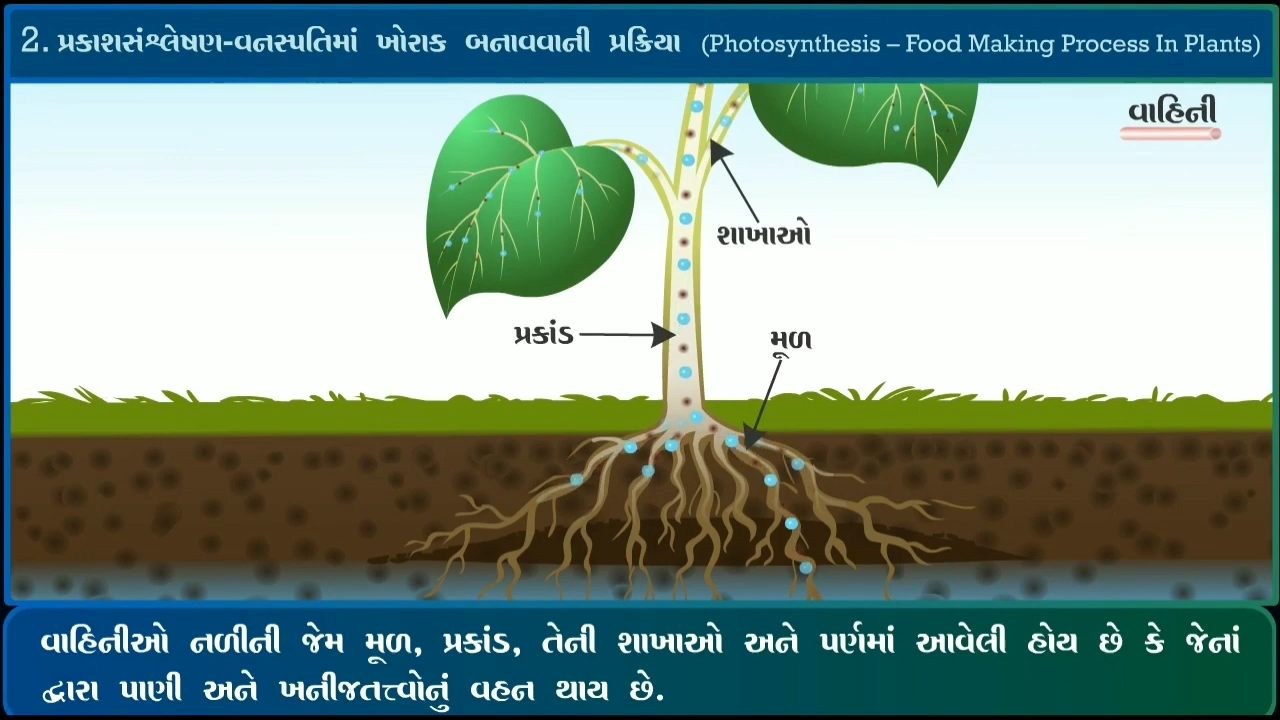 2. પ્રકાશસંશ્લેષણ-વનસ્પતિમાં ખોરાક બનાવવાની પ્રક્રિયા (Photosynthesis – Food Making Process In Plants)
વાહિની
શાખાઓ
પ્રકાંડ
મૂળ
વાહિનીઓ નળીની જેમ મૂળ, પ્રકાંડ, તેની શાખાઓ અને પર્ણમાં આવેલી હોય છે કે જેનાં
દ્વારા પાણી અને ખનીજતત્ત્વોનું વહન થાય છે.